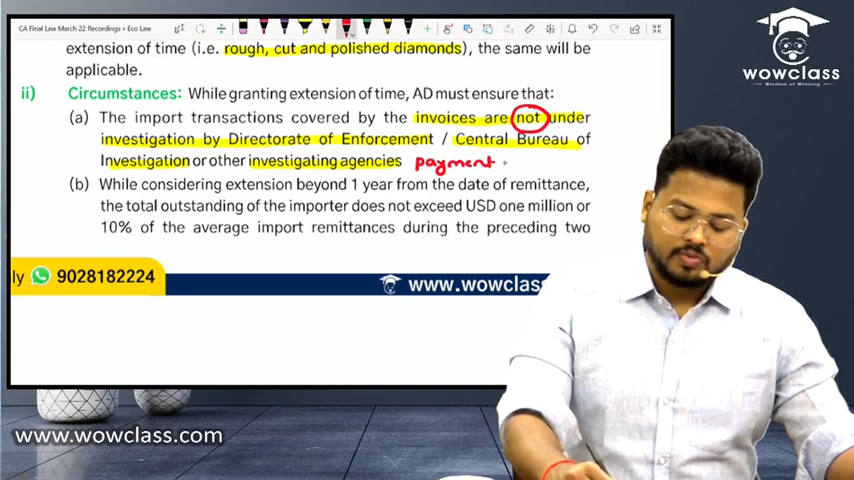 CA Final Law March 22 Recordings » Eco Law
extension of time (i.e. rough, cut and polished diamonds), the same will be
applicable.
ii) Circumstances: While granting extension of time, AD must ensure that:
(a) The import transactions covered by the invoices are not under
investigation by Directorate of Enforcement / Central Bureau of
Investigation or other investigating agencies payment
(b) While considering extension beyond 1 year from the date of remittance,
the total outstanding of the importer does not exceed USD one million or
10% of the average import remittances during the preceding two
ly 9028182224
www.wowclass
www.wowclass.com
wowclass
Wisdom of Winning